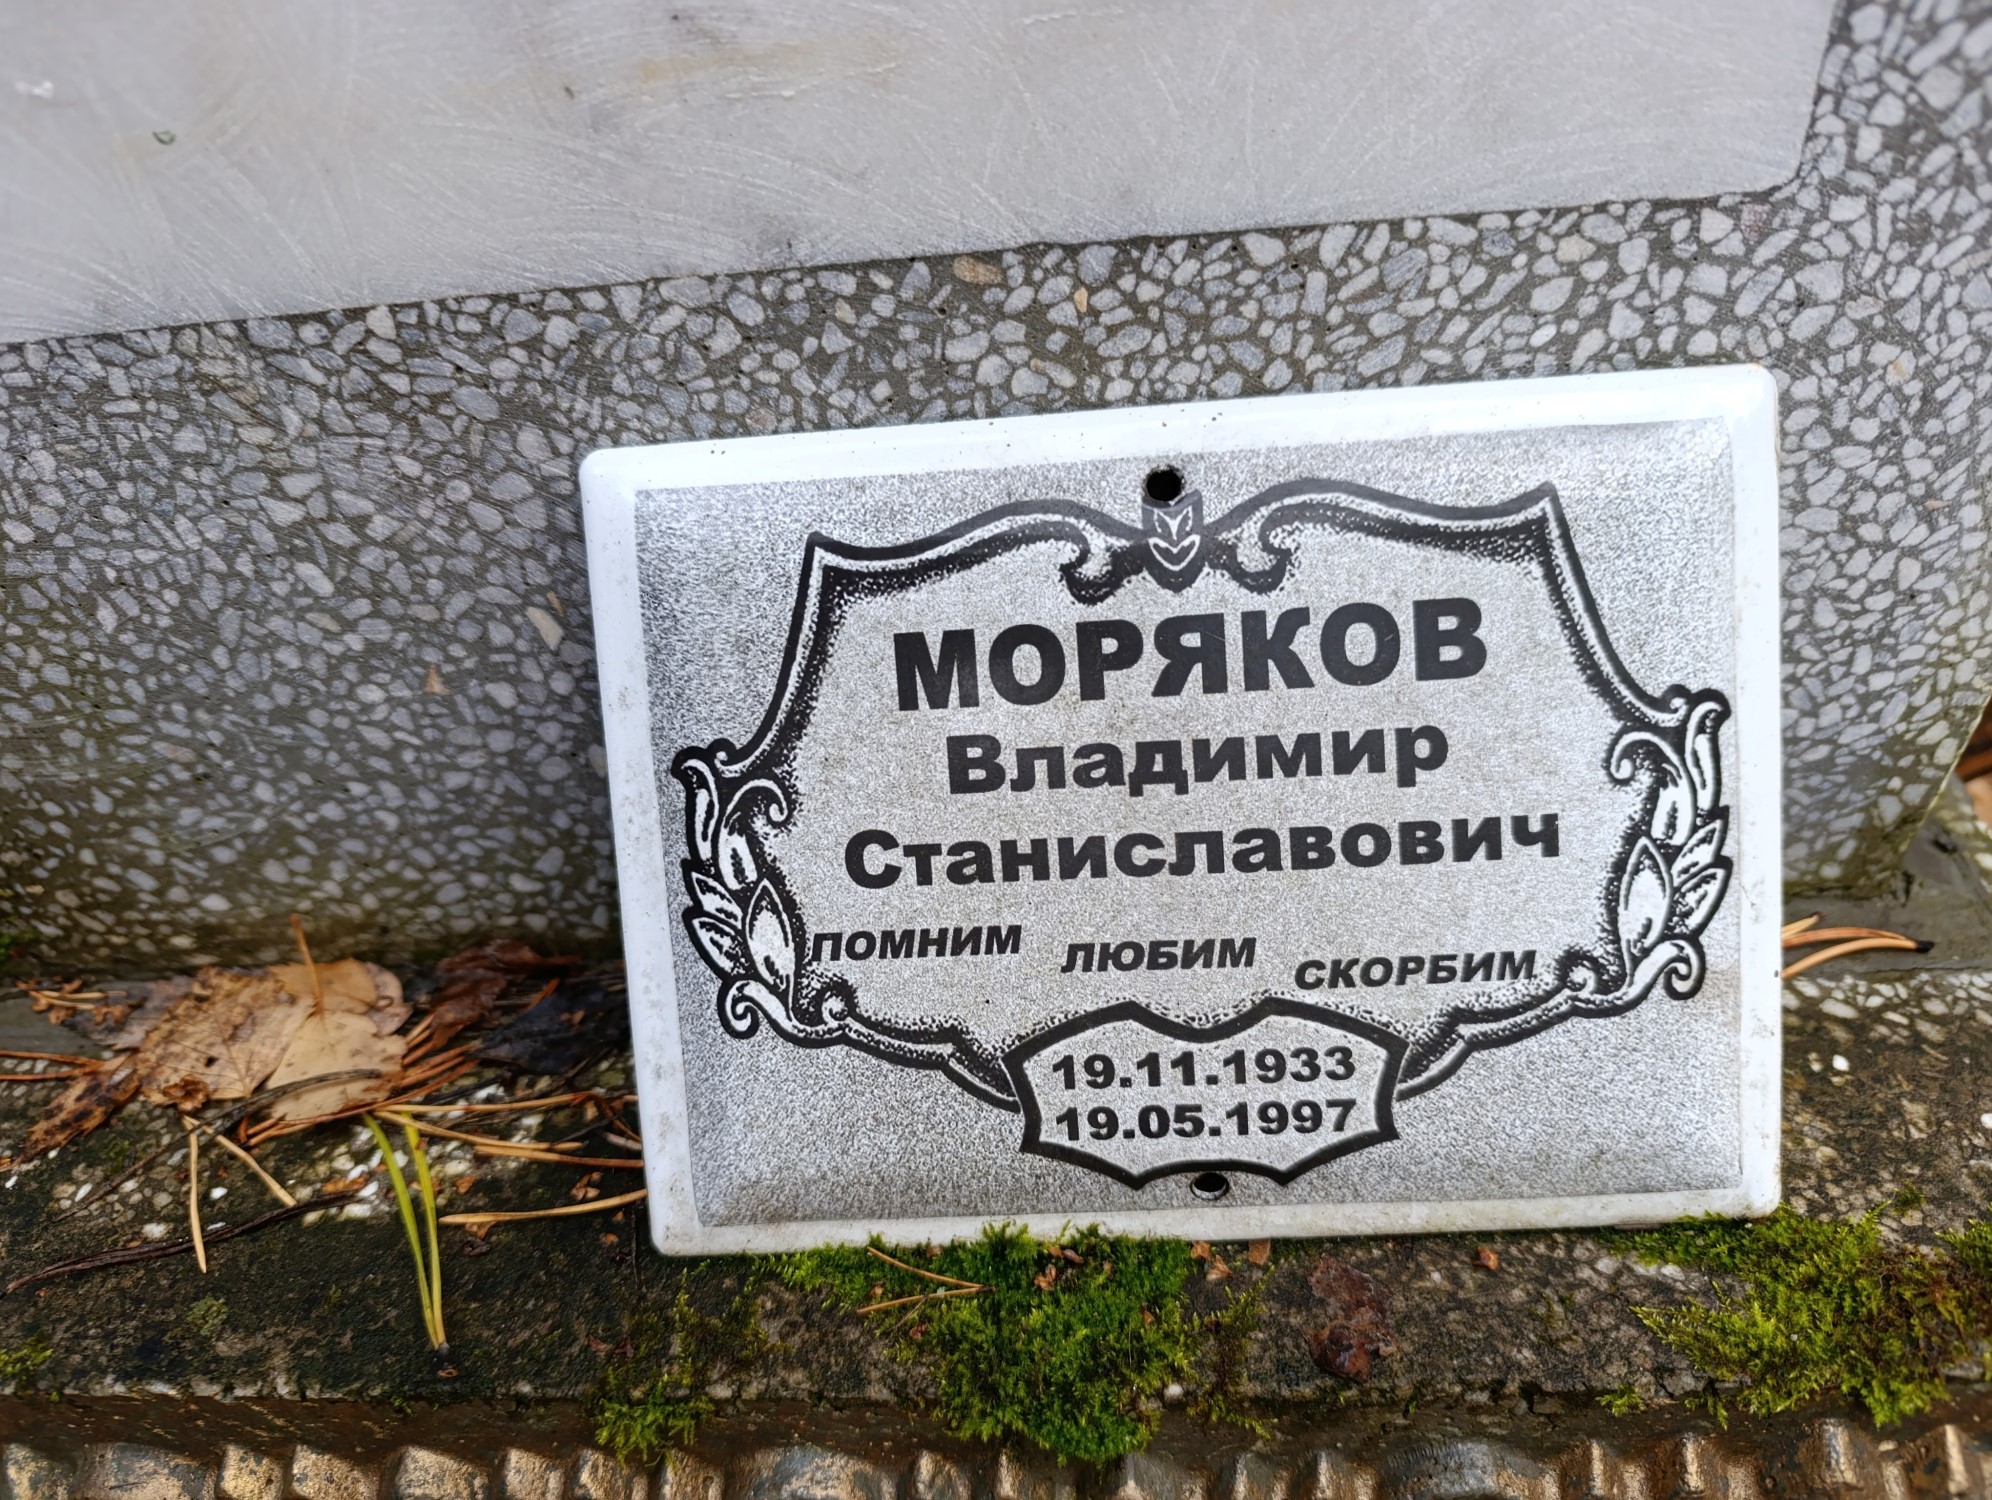 МОРЯКОВ
Владимир
Станиславович
ПОМНИМ ЛЮБИМ СКОРБИМ
19.11.1933
19.05.1997